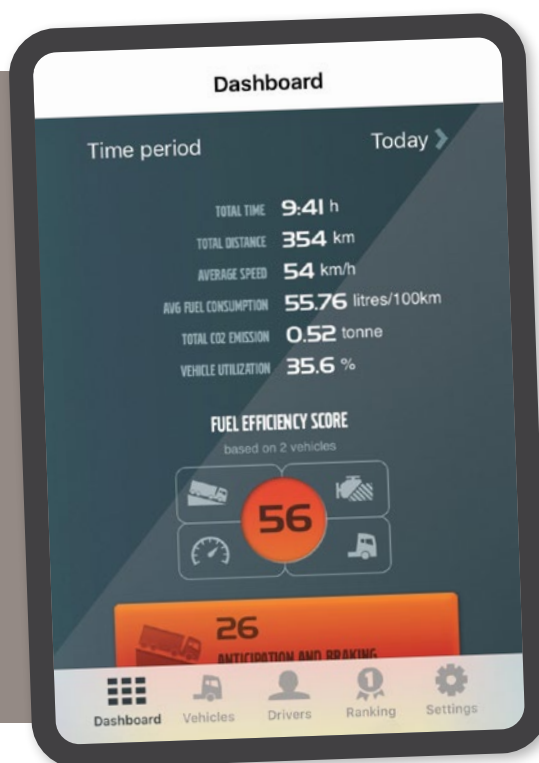 Dashboard
Time period Today
TOTAL TIME 9:41 h
TOTAL DISTANCE 354 km
AVERAGE SPEED 54 km/h
AVG FUEL CONSUMPTION 55.76 litres/100km
TOTAL CO2 EMISSION 0.52 tonne
VEHICLE UTILIZATION 35.6 %
FUEL EFFICIENCY SCORE
based on 2 vehicles
56
26
ANTICIPATION AND BRAKING
1
Dashboard Vehicles Drivers Ranking Settings